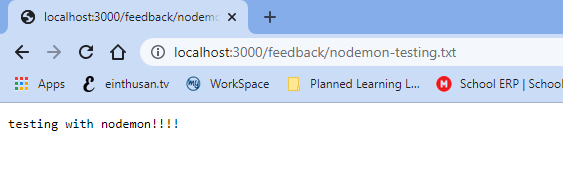 localhost:3000/feedback/nodemo
localhost:3000/feedback/nodemon-testing.txt
Apps einthusan.tv my WorkSpace Planned Learning L... M School ERP | School
testing with nodemon!!!!